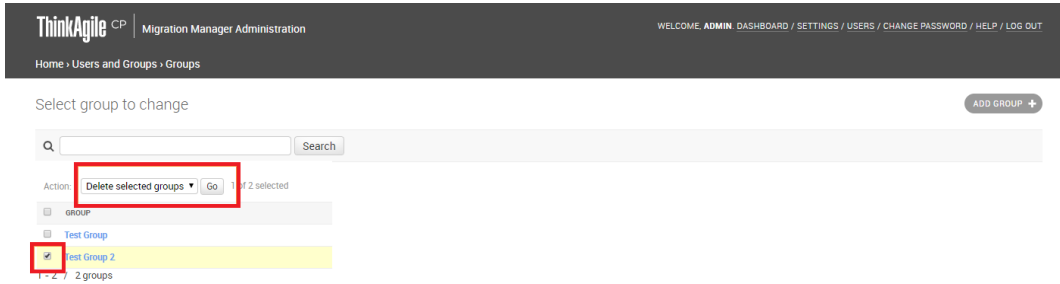 ThinkAgile CP Migration Manager Administration
WELCOME, ADMIN. DASHBOARD / SETTINGS / USERS / CHANGE PASSWORD / HELP / LOG OUT
Home › Users and Groups › Groups
Select group to change
ADD GROUP +
Search
Action: Delete selected groups Go 1 of 2 selected
GROUP
Test Group
Test Group 2
1 - 2 / 2 groups